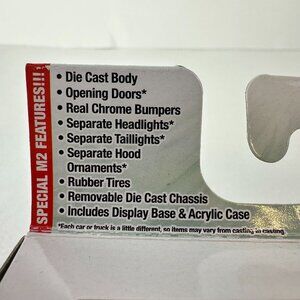 SPECIAL M2 FEATURES!!!
• Die Cast Body
• Opening Doors*
• Real Chrome Bumpers
• Separate Headlights*
• Separate Taillights*
• Separate Hood
Ornaments*
• Rubber Tires
• Removable Die Cast Chassis
• Includes Display Base & Acrylic Case
*Each car or truck is a little different, so items may vary from casting to casting